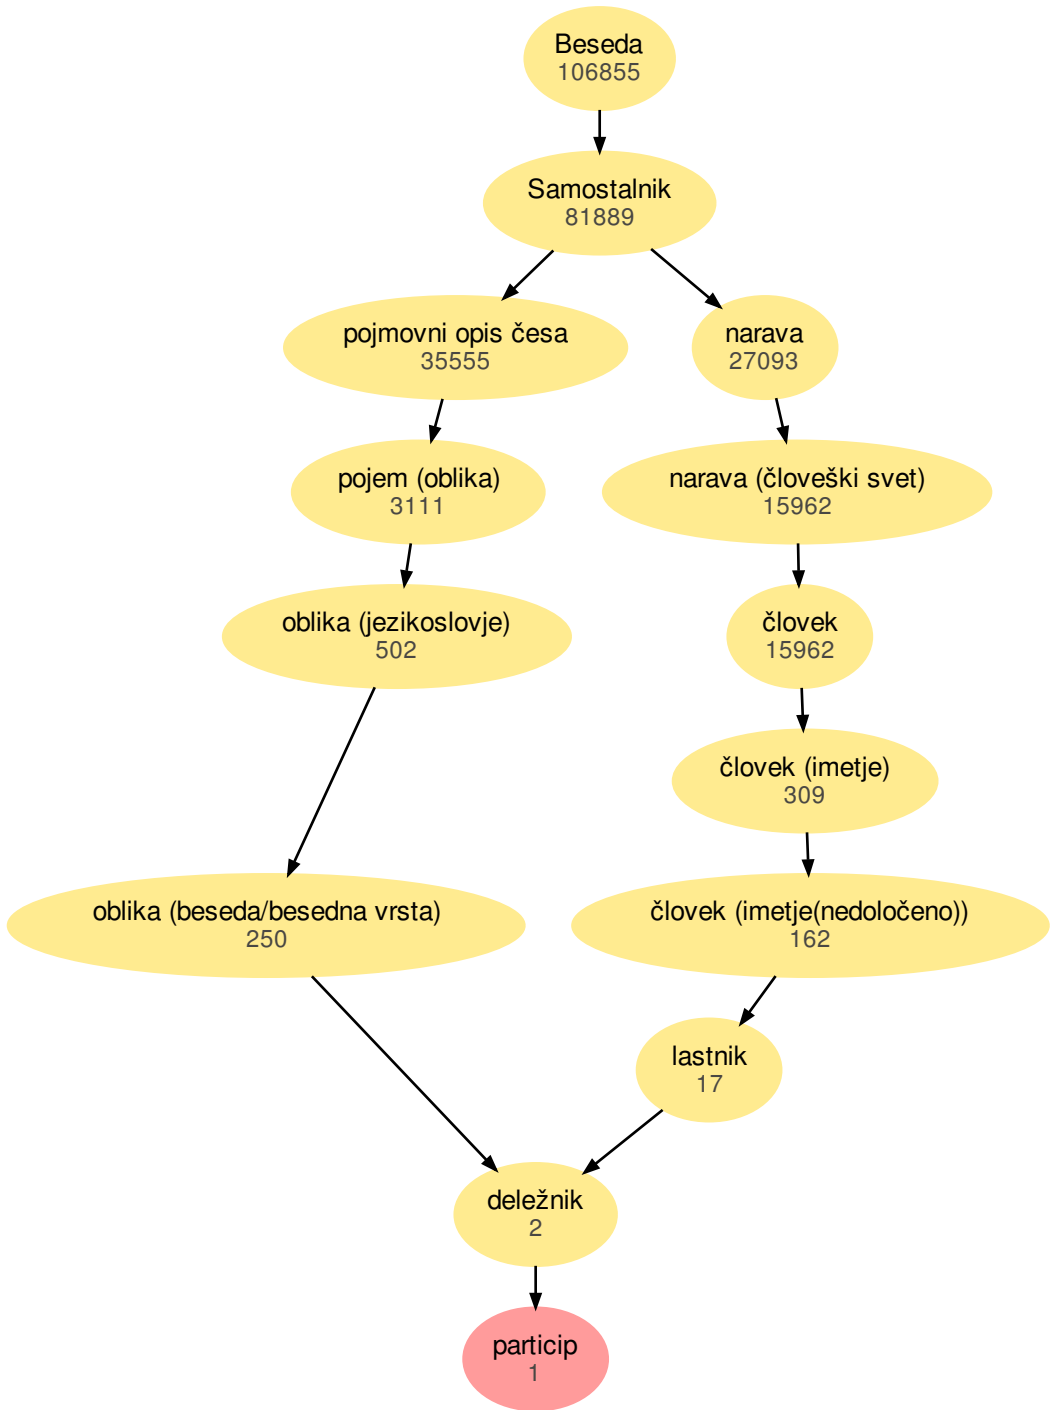 Beseda
106855
Samostalnik
81889
pojmovni opis česa
35555
narava
27093
pojem (oblika)
3111
narava (človeški svet)
15962
oblika (jezikoslovje)
502
človek
15962
človek (imetje)
309
oblika (beseda/besedna vrsta)
250
človek (imetje(nedoločeno))
162
lastnik
17
deležnik
2
particip
1